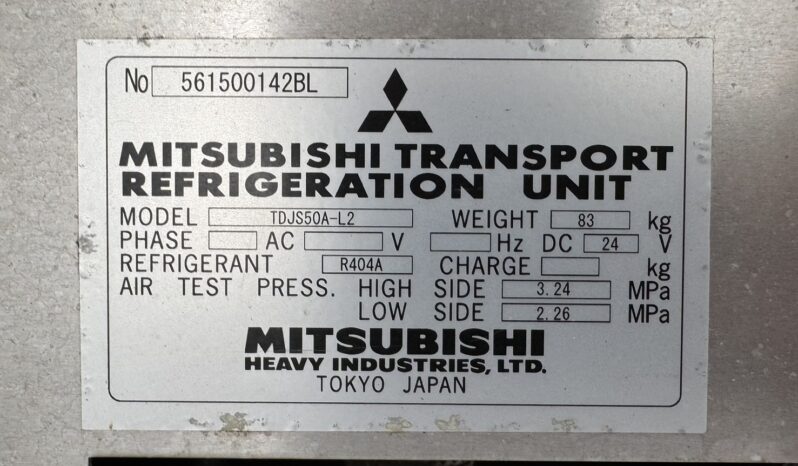 No 561500142BL
MITSUBISHI TRANSPORT
REFRIGERATION UNIT
MODEL TDJS50A-L2 WEIGHT 83 kg
PHASE AC V Hz DC 24 V
REFRIGERANT R404A CHARGE kg
AIR TEST PRESS. HIGH SIDE 3.24 MPa
LOW SIDE 2.26 MPa
MITSUBISHI
HEAVY INDUSTRIES, LTD.
TOKYO JAPAN